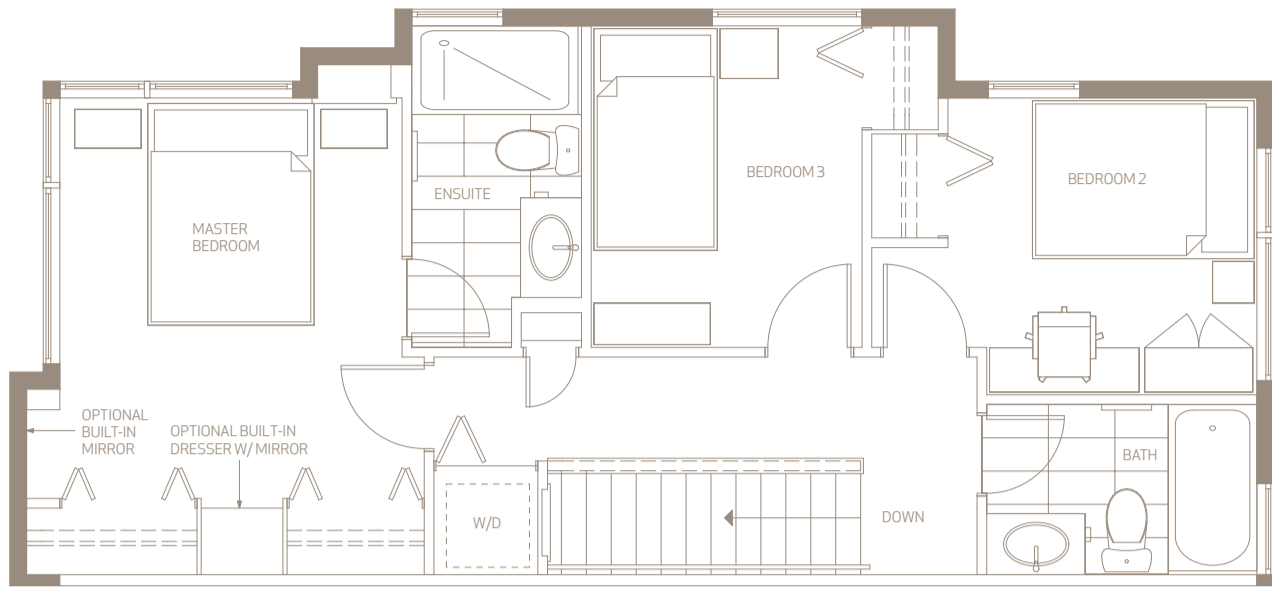 BEDROOM 3
BEDROOM 2
ENSUITE
MASTER
BEDROOM
OPTIONAL
BUILT-IN
MIRROR
OPTIONAL BUILT-IN
DRESSER W/ MIRROR
BATH
W/D
DOWN